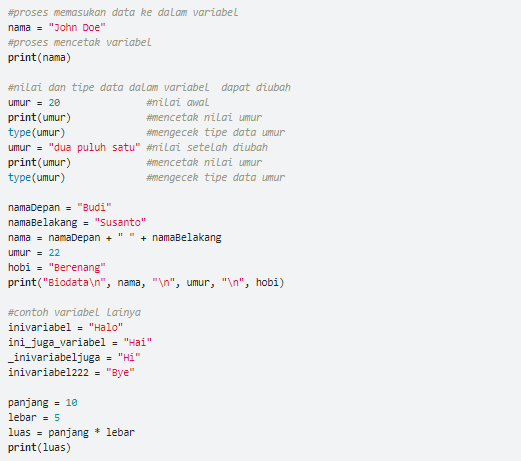 #proses memasukan data ke dalam variabel
nama = "John Doe"
#proses mencetak variabel
print(nama)
#nilai dan tipe data dalam variabel  dapat diubah
umur = 20               #nilai awal
print(umur)             #mencetak nilai umur
type(umur)              #mengecek tipe data umur
umur = "dua puluh satu" #nilai setelah diubah
print(umur)             #mencetak nilai umur
type(umur)              #mengecek tipe data umur
namaDepan = "Budi"
namaBelakang = "Susanto"
nama = namaDepan + " " + namaBelakang
umur = 22
hobi = "Berenang"
print("Biodata\n", nama, "\n", umur, "\n", hobi)
#contoh variabel lainya
inivariabel = "Halo"
ini_juga_variabel = "Hai"
_inivariabeljuga = "Hi"
inivariabel222 = "Bye"
panjang = 10
lebar = 5
luas = panjang * lebar
print(luas)